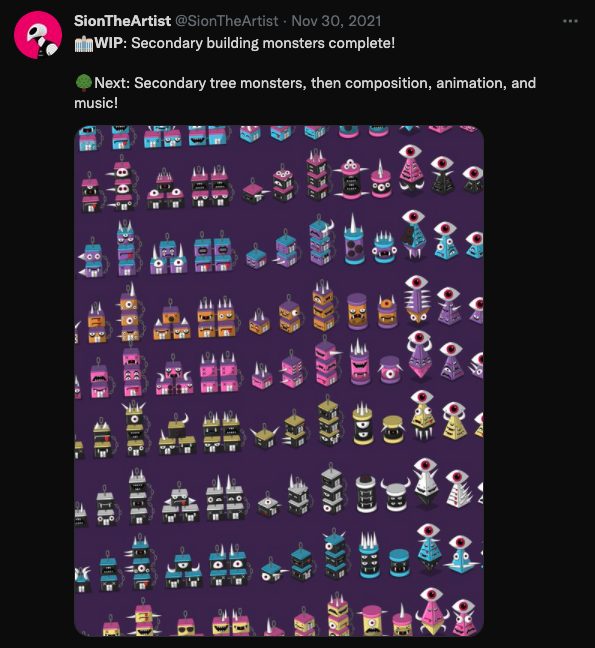 SionTheArtist @SionTheArtist · Nov 30, 2021
WIP: Secondary building monsters complete!
Next: Secondary tree monsters, then composition, animation, and
music!